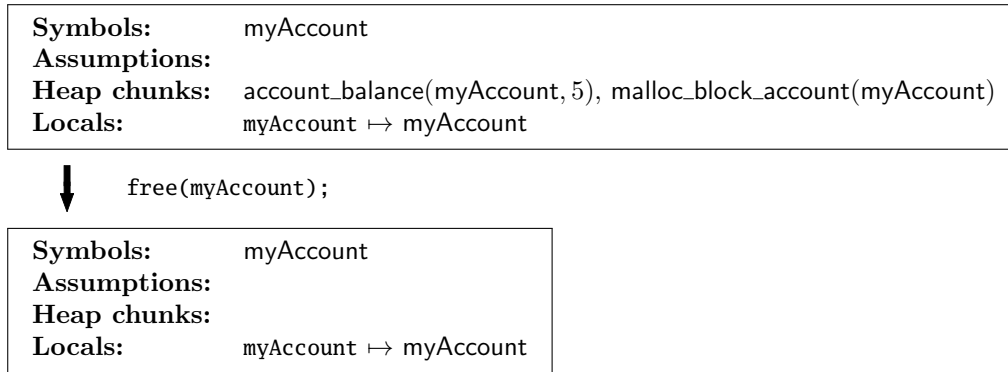 Symbols: myAccount
Assumptions:
Heap chunks: account_balance(myAccount, 5), malloc_block_account(myAccount)
Locals: myAccount ↦ myAccount
free(myAccount);
Symbols: myAccount
Assumptions:
Heap chunks:
Locals: myAccount ↦ myAccount